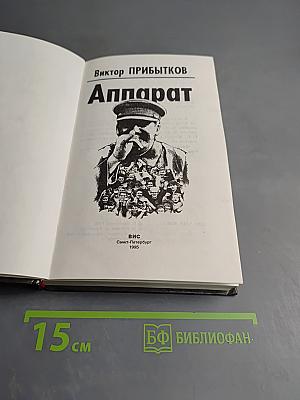 Виктор ПРИБЫТКОВ
Аппарат
ВИС
Санкт-Петербург
1995
15 см
БФ БИБЛИОФАН